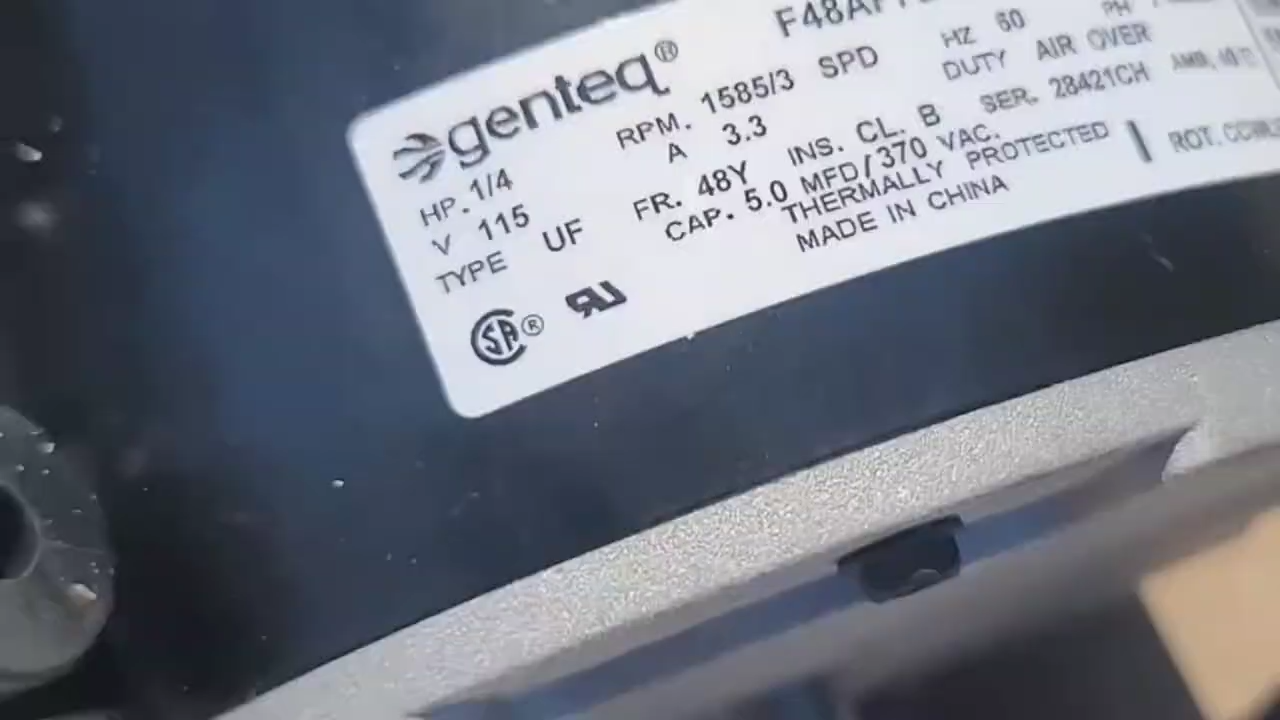 genteq®
F48A
HP. 1/4
RPM. 1585/3 SPD
HZ 60
PH
V 115
A 3.3
DUTY AIR OVER
TYPE UF
FR. 48Y
INS. CL. B
SER. 28421CH
CAP. 5.0 MFD/370 VAC.
THERMALLY PROTECTED
ROT.
MADE IN CHINA
SA®